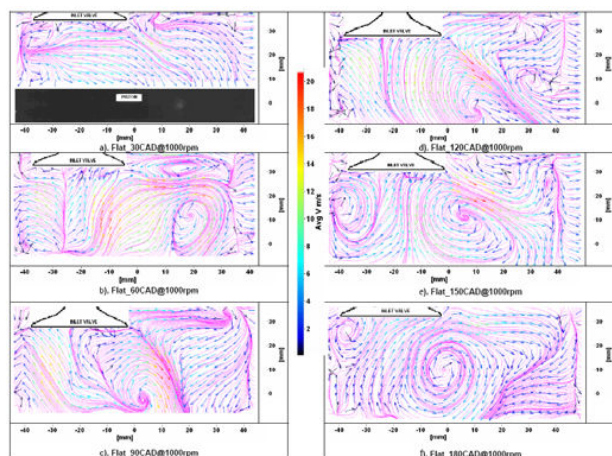 INLET VALVE
30
20
10
0
[mm]
PISTON
-40 -30 -20 -10 0 10 20 30 40
[mm]
a). Flat_30CAD@1000rpm
INLET VALVE
30
20
10
0
[mm]
-40 -30 -20 -10 0 10 20 30 40
[mm]
b). Flat_60CAD@1000rpm
INLET VALVE
30
20
10
0
[mm]
-40 -30 -20 -10 0 10 20 30 40
[mm]
c). Flat_90CAD@1000rpm
20
18
16
14
12
10
8
6
4
2
Avg V m/s
INLET VALVE
30
20
10
0
[mm]
-40 -30 -20 -10 0 10 20 30 40
[mm]
d). Flat_120CAD@1000rpm
INLET VALVE
30
20
10
0
[mm]
-40 -30 -20 -10 0 10 20 30 40
[mm]
e). Flat_150CAD@1000rpm
INLET VALVE
30
20
10
0
[mm]
-40 -30 -20 -10 0 10 20 30 40
[mm]
f). Flat_180CAD@1000rpm